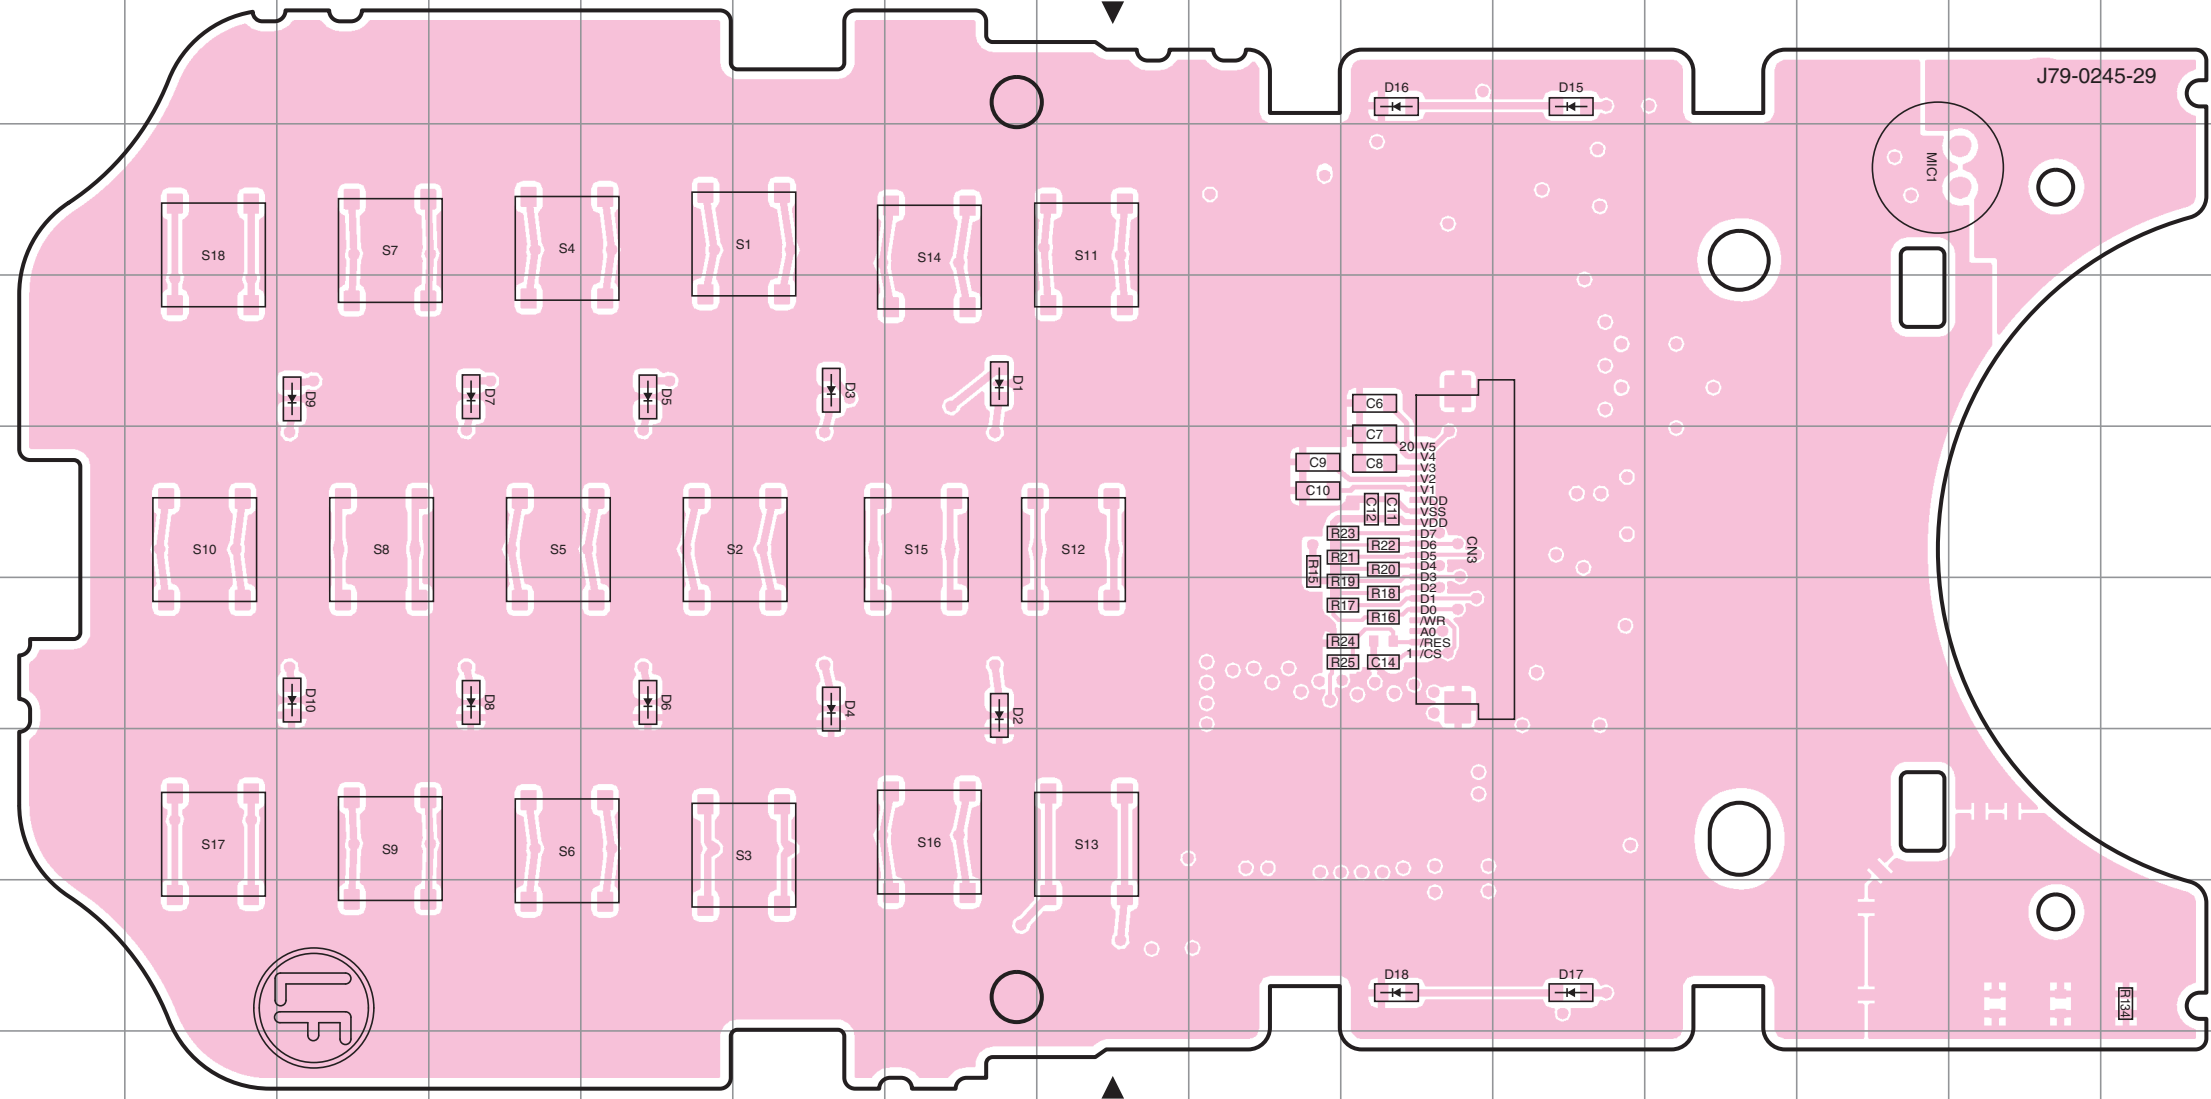 J79-0245-29
D16
D15
MIC1
S18
S7
S4
S1
S14
S11
D9
D7
D5
D3
D1
C6
C7
C9
C8
C10
C12
C11
20 V5
V4
V3
V2
V1
VDD
VSS
VDD
D7
D6
D5
D4
D3
D2
D1
D0
/WR
A0
/RES
1 /CS
CN3
R23
R22
R21
R20
R15
R19
R18
R17
R16
R24
R25
C14
S10
S8
S5
S2
S15
S12
D10
D8
D6
D4
D2
S17
S9
S6
S3
S16
S13
LF
D18
D17
R134